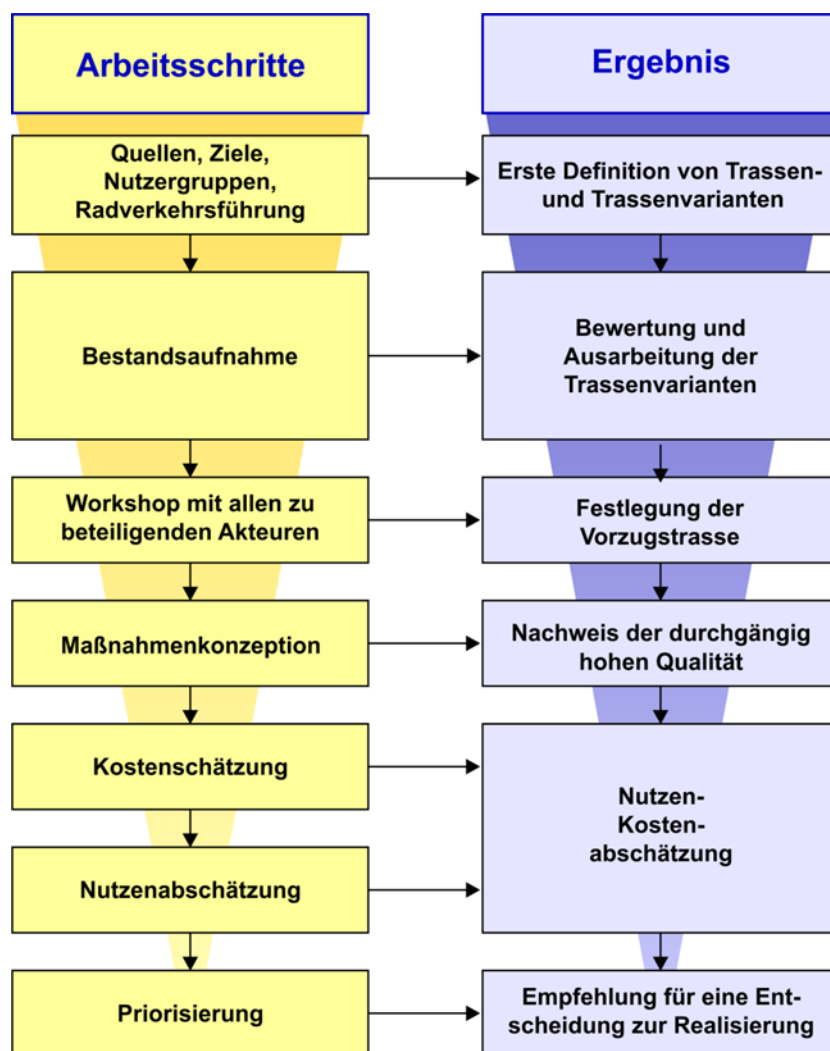 Arbeitsschritte
Ergebnis
Quellen, Ziele,
Nutzergruppen,
Radverkehrsführung
Erste Definition von Trassen-
und Trassenvarianten
Bestandsaufnahme
Bewertung und
Ausarbeitung der
Trassenvarianten
Workshop mit allen zu
beteiligenden Akteuren
Festlegung der
Vorzugstrasse
Maßnahmenkonzeption
Nachweis der durchgängig
hohen Qualität
Kostenschätzung
Nutzen-
Kosten-
abschätzung
Nutzenabschätzung
Priorisierung
Empfehlung für eine Ent-
scheidung zur Realisierung